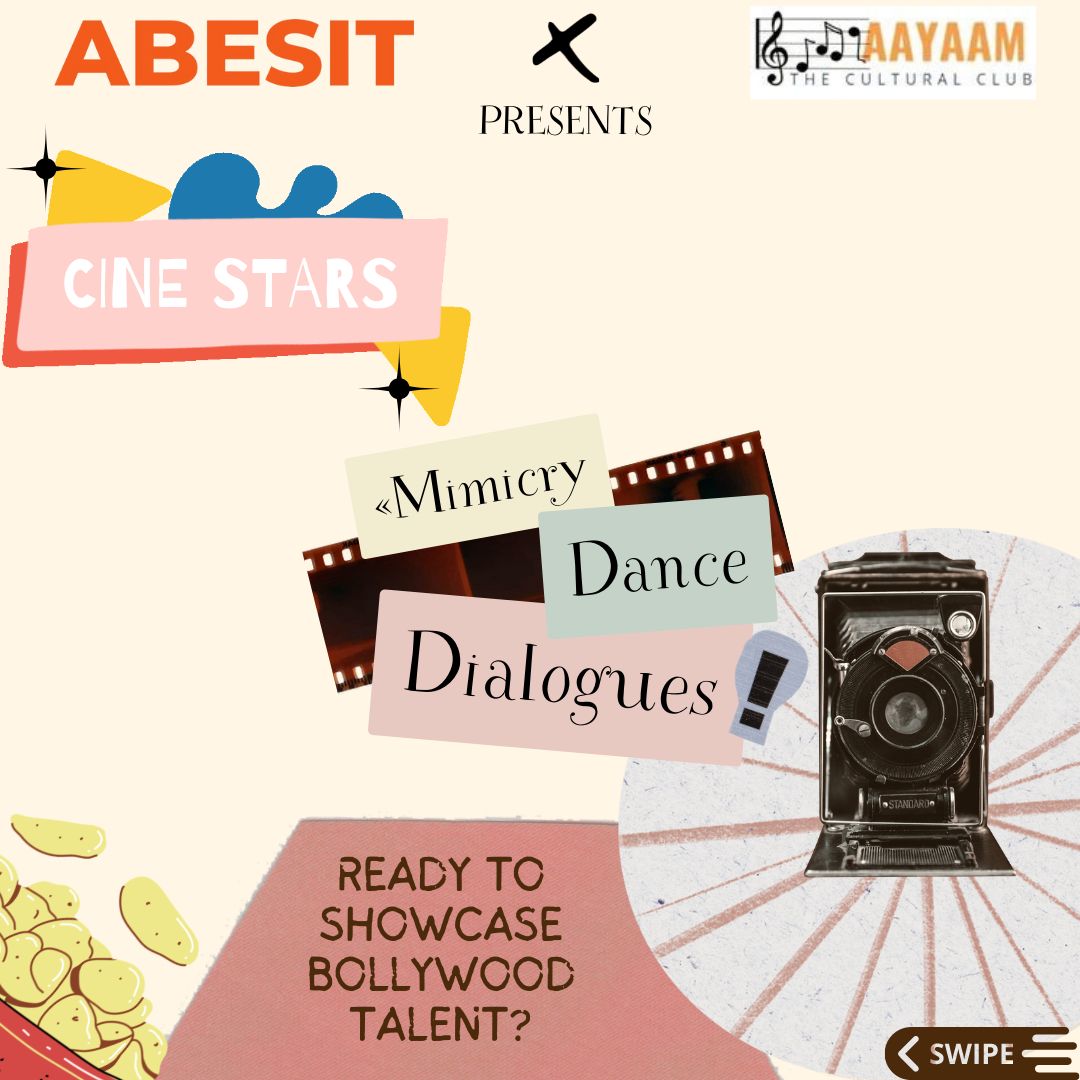 ABESIT
X
AAYAAM
THE CULTURAL CLUB
PRESENTS
CINE STARS
«Mimicry
Dance
Dialogues!
STANDARD
READY TO
SHOWCASE
BOLLYWOOD
TALENT?
SWIPE